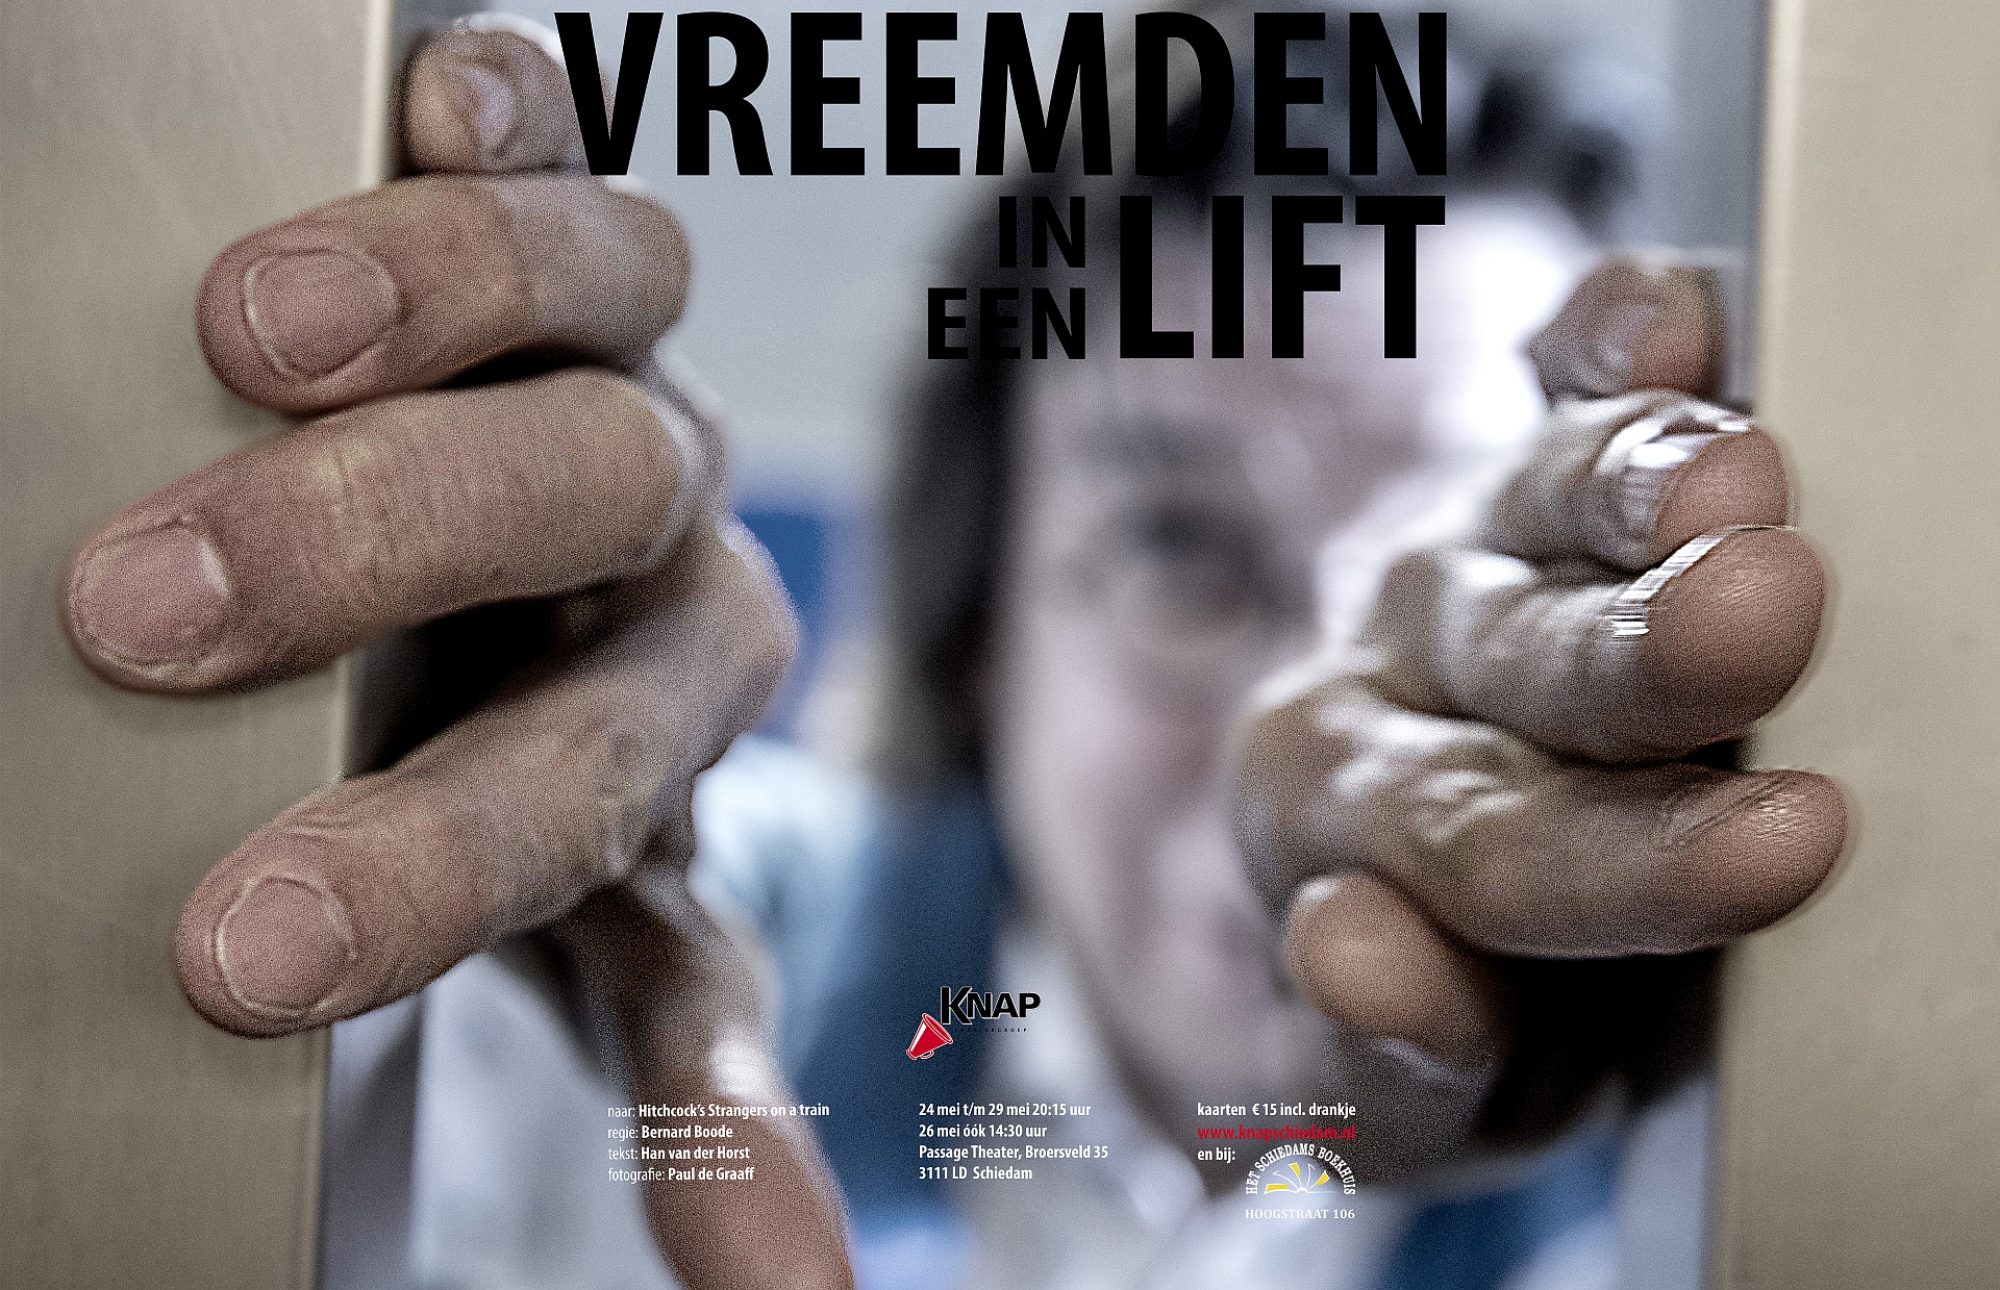 VREEMDEN
IN
EEN LIFT
KNAP
naar: Hitchcock's Strangers on a train
regie: Bernard Boode
tekst: Han van der Horst
fotografie: Paul de Graaff
24 mei t/m 29 mei 20:15 uur
26 mei óók 14:30 uur
Passage Theater, Broersveld 35
3111 LD Schiedam
kaarten € 15 incl. drankje
www.knapschiedam.nl
en bij:
HET SCHIEDAMS BOEKHUIS
HOOGSTRAAT 106